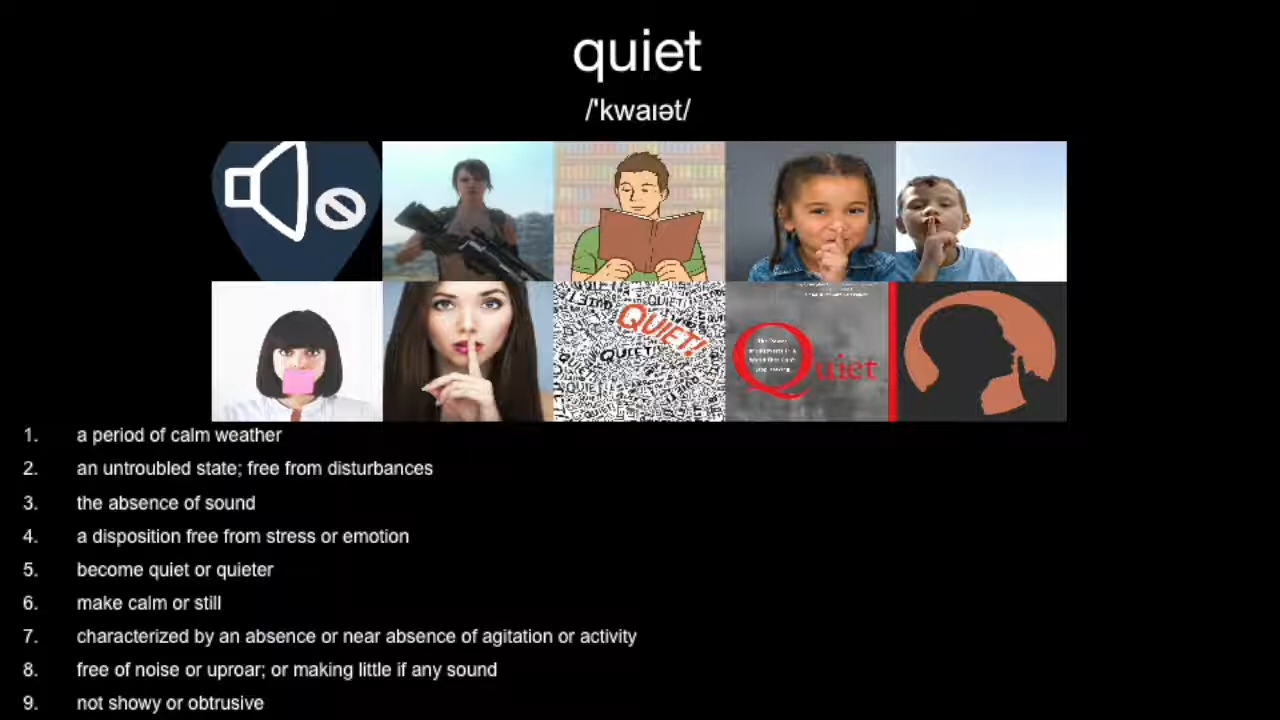 quiet
/'kwaɪət/
QUIET!
QUIET!
QUIET!
Quiet
1. a period of calm weather
2. an untroubled state; free from disturbances
3. the absence of sound
4. a disposition free from stress or emotion
5. become quiet or quieter
6. make calm or still
7. characterized by an absence or near absence of agitation or activity
8. free of noise or uproar; or making little if any sound
9. not showy or obtrusive